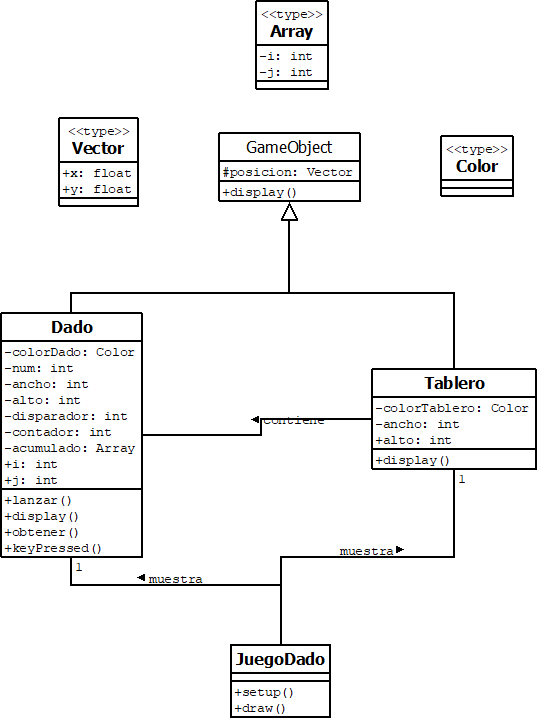 <<type>>
Array
-i: int
-j: int
<<type>>
Vector
+x: float
+y: float
GameObject
#posicion: Vector
+display()
<<type>>
Color
Dado
-colorDado: Color
-num: int
-ancho: int
-alto: int
-disparador: int
-contador: int
-acumulado: Array
+i: int
+j: int
+lanzar()
+display()
+obtener()
+keyPressed()
contiene
Tablero
-colorTablero: Color
-ancho: int
+alto: int
+display()
1
muestra
1
muestra
JuegoDado
+setup()
+draw()